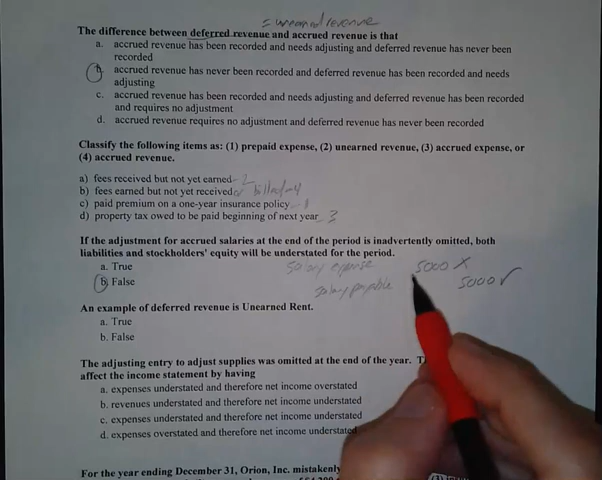 = unearned revenue
The difference between deferred revenue and accrued revenue is that
a. accrued revenue has been recorded and needs adjusting and deferred revenue has never been
recorded
b. accrued revenue has never been recorded and deferred revenue has been recorded and needs
adjusting
c. accrued revenue has been recorded and needs adjusting and deferred revenue has been recorded
and requires no adjustment
d. accrued revenue requires no adjustment and deferred revenue has never been recorded
Classify the following items as: (1) prepaid expense, (2) unearned revenue, (3) accrued expense, or
(4) accrued revenue.
a) fees received but not yet earned 2
b) fees earned but not yet received or billed 4
c) paid premium on a one-year insurance policy 1
d) property tax owed to be paid beginning of next year 3
If the adjustment for accrued salaries at the end of the period is inadvertently omitted, both
liabilities and stockholders' equity will be understated for the period.
a. True salary expense 5000 X
b. False salary payable 5000 ✓
An example of deferred revenue is Unearned Rent.
a. True
b. False
The adjusting entry to adjust supplies was omitted at the end of the year.
affect the income statement by having
a. expenses understated and therefore net income overstated
b. revenues understated and therefore net income understated
c. expenses understated and therefore net income understated
d. expenses overstated and therefore net income understated
For the year ending December 31, Orion, Inc. mistakenly